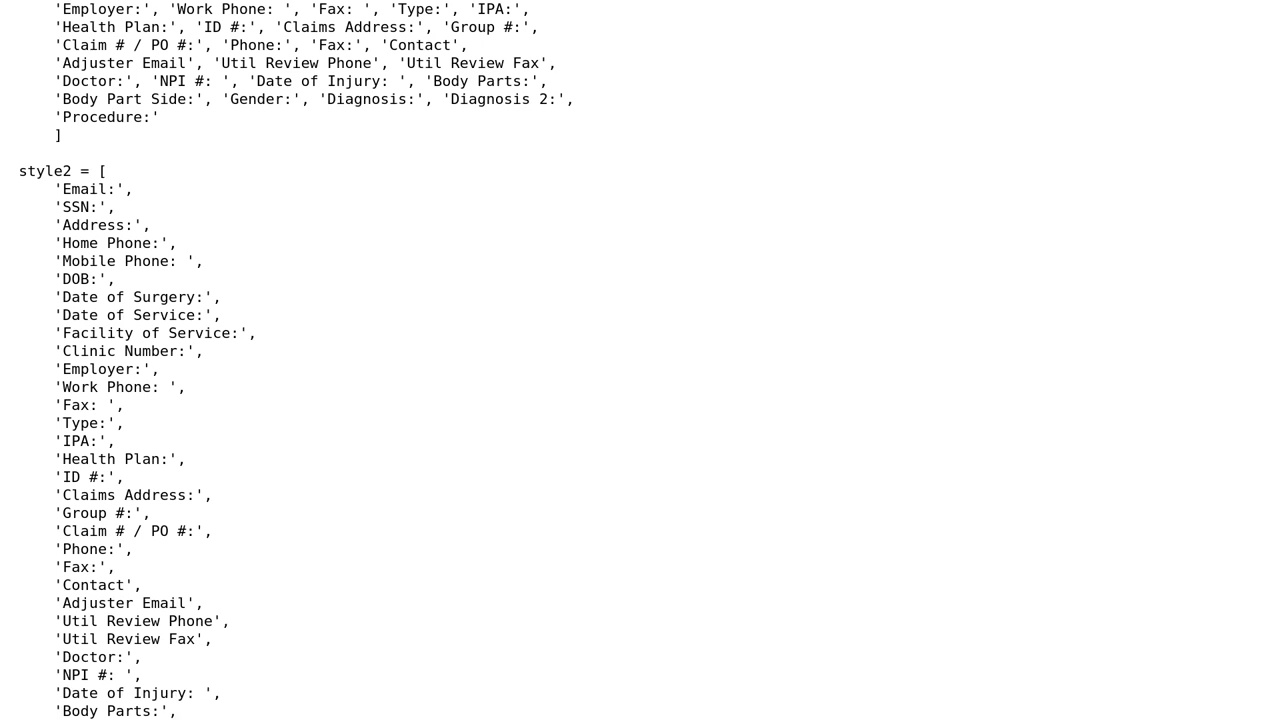 'Employer:', 'Work Phone: ', 'Fax: ', 'Type:', 'IPA:',
    'Health Plan:', 'ID #:', 'Claims Address:', 'Group #:',
    'Claim # / PO #:', 'Phone:', 'Fax:', 'Contact',
    'Adjuster Email', 'Util Review Phone', 'Util Review Fax',
    'Doctor:', 'NPI #: ', 'Date of Injury: ', 'Body Parts:',
    'Body Part Side:', 'Gender:', 'Diagnosis:', 'Diagnosis 2:',
    'Procedure:'
    ]

style2 = [
    'Email:',
    'SSN:',
    'Address:',
    'Home Phone:',
    'Mobile Phone: ',
    'DOB:',
    'Date of Surgery:',
    'Date of Service:',
    'Facility of Service:',
    'Clinic Number:',
    'Employer:',
    'Work Phone: ',
    'Fax: ',
    'Type:',
    'IPA:',
    'Health Plan:',
    'ID #:',
    'Claims Address:',
    'Group #:',
    'Claim # / PO #:',
    'Phone:',
    'Fax:',
    'Contact',
    'Adjuster Email',
    'Util Review Phone',
    'Util Review Fax',
    'Doctor:',
    'NPI #: ',
    'Date of Injury: ',
    'Body Parts:',